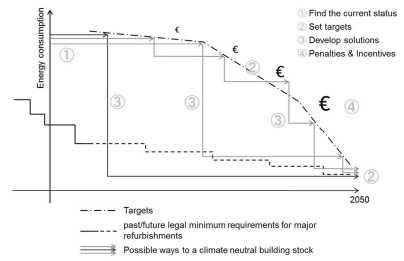 Energy consumption
① Find the current status
② Set targets
③ Develop solutions
④ Penalties & Incentives
€
€
€
€
①
②
③
③
③
④
②
2050
Targets
past/future legal minimum requirements for major
refurbishments
Possible ways to a climate neutral building stock